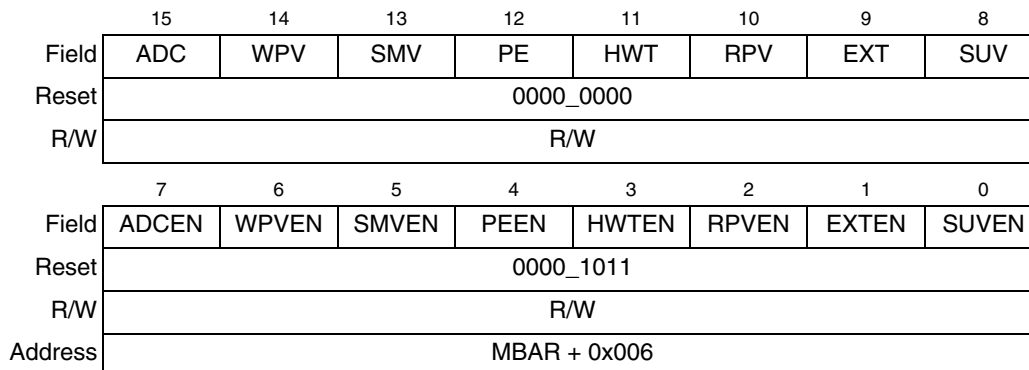 15 14 13 12 11 10 9 8
Field ADC WPV SMV PE HWT RPV EXT SUV
Reset 0000_0000
R/W R/W
7 6 5 4 3 2 1 0
Field ADCEN WPVEN SMVEN PEEN HWTEN RPVEN EXTEN SUVEN
Reset 0000_1011
R/W R/W
Address MBAR + 0x006